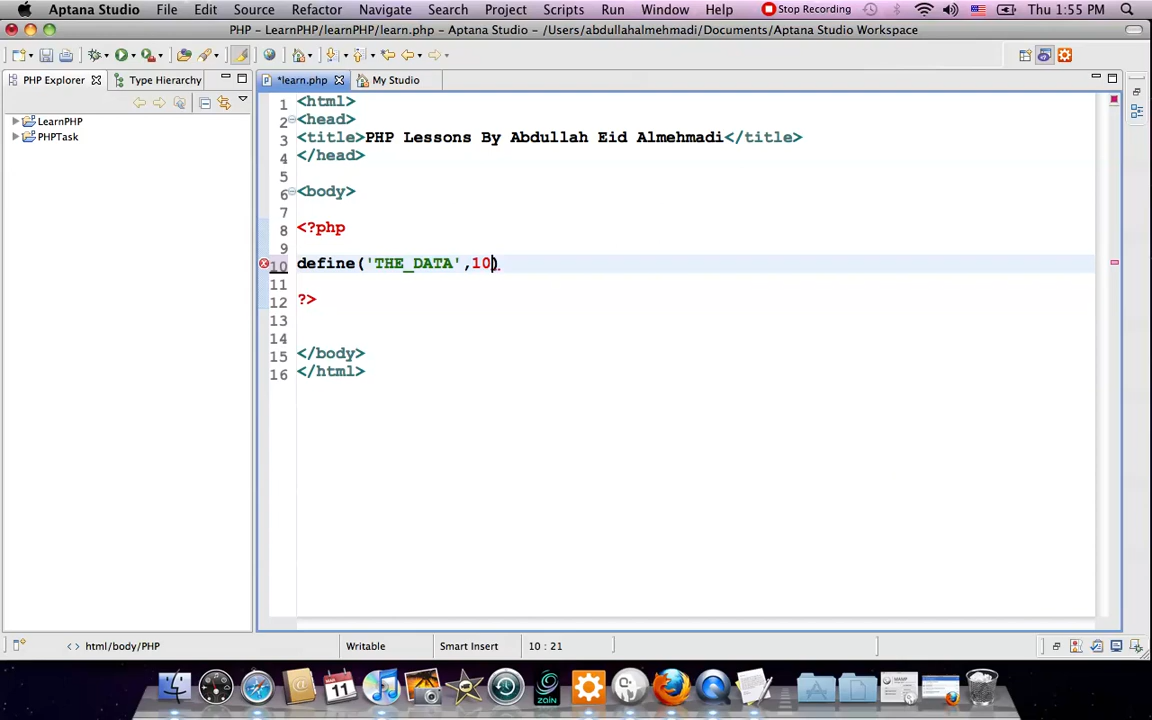 Aptana Studio File Edit Source Refactor Navigate Search Project Scripts Run Window Help Stop Recording Thu 1:55 PM
PHP - LearnPHP/learnPHP/learn.php - Aptana Studio - /Users/abdullahalmehmadi/Documents/Aptana Studio Workspace
PHP Explorer Type Hierarchy *learn.php My Studio
LearnPHP
PHPTask
1 <html>
2 <head>
3 <title>PHP Lessons By Abdullah Eid Almehmadi</title>
4 </head>
5
6 <body>
7
8 <?php
9
10 define('THE_DATA',10)
11
12 ?>
13
14
15 </body>
16 </html>
<> html/body/PHP Writable Smart Insert 10 : 21
MAR 11 zain